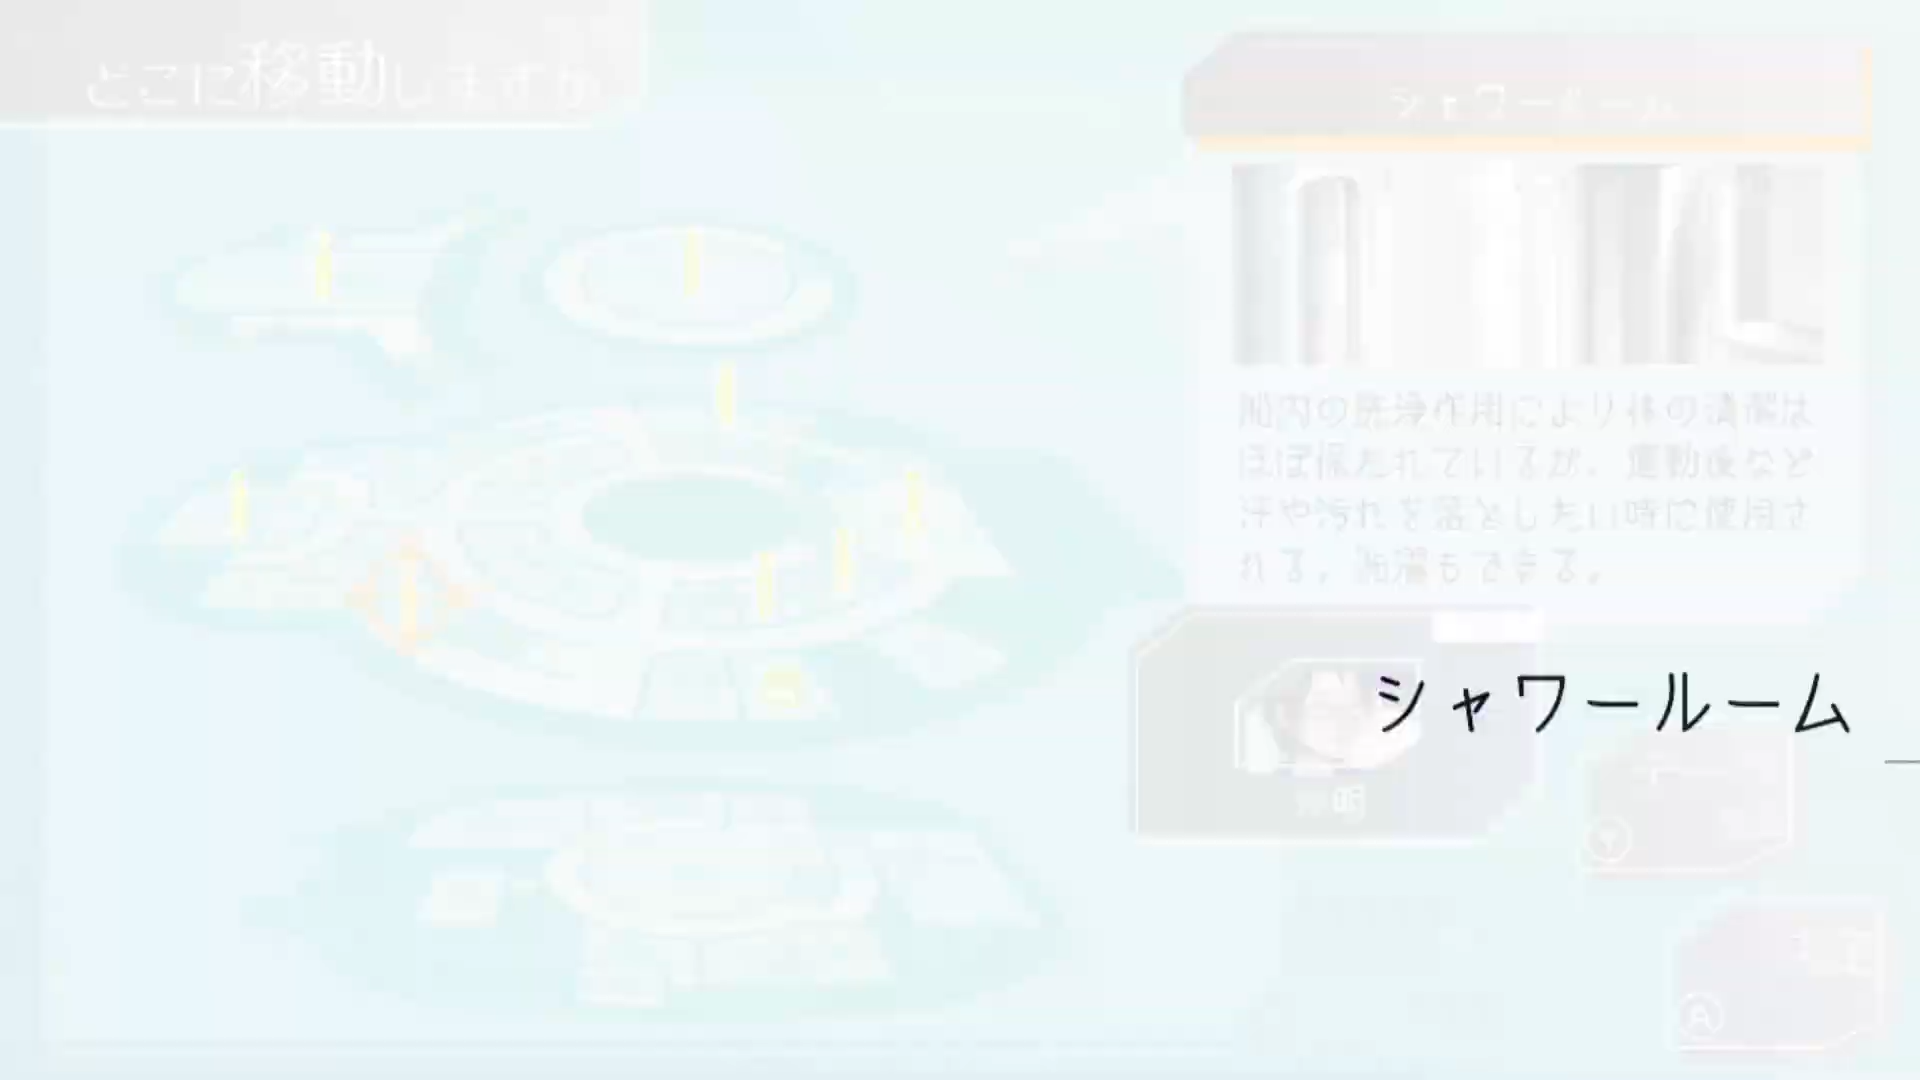 どこに移動しますか
シャワールーム
船内の洗浄作用により体の清潔は
ほぼ保たれているが、運動後など
汗や汚れを落としたい時に使用さ
れる。洗濯もできる。
シャワールーム
明
Y
A